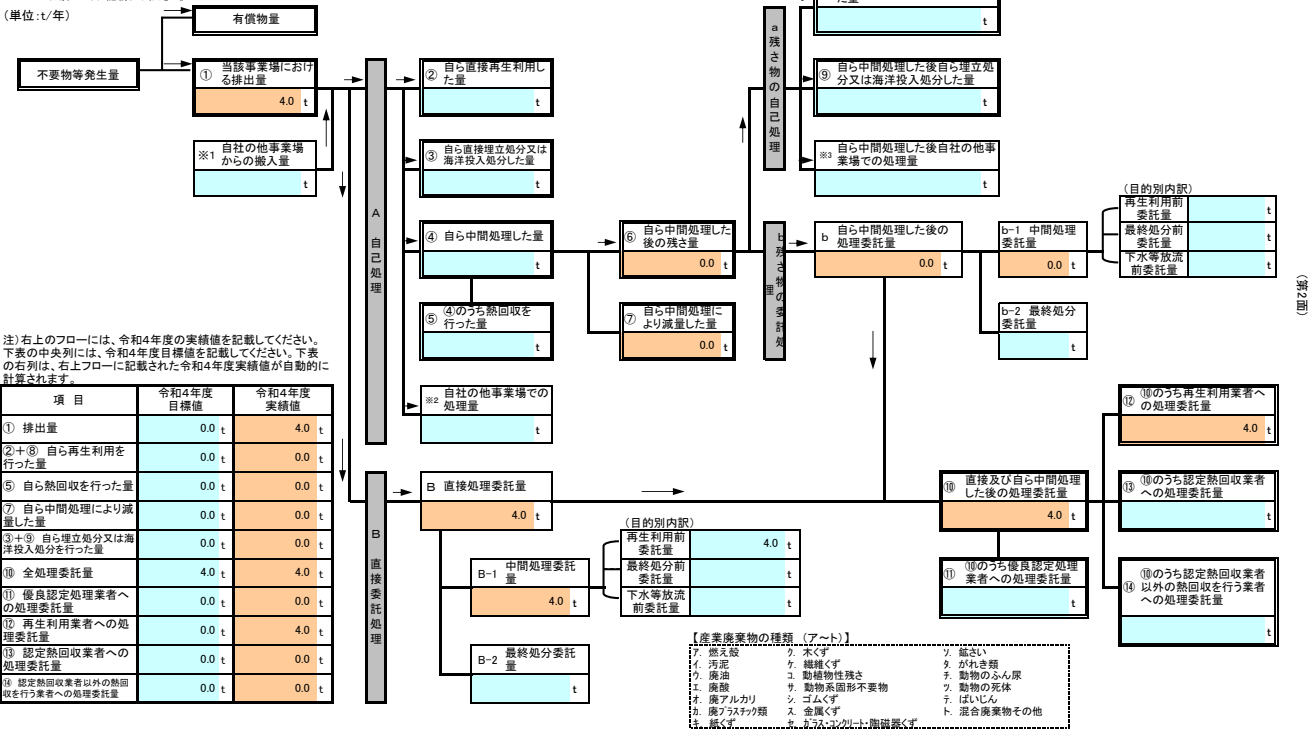 (単位:t/年)
有償物量
不要物等発生量
① 当該事業場におけ
る排出量
4.0 t
※1 自社の他事業場
からの搬入量
t
A 自己処理
② 自ら直接再生利用し
た量
t
③ 自ら直接埋立処分又は
海洋投入処分した量
t
④ 自ら中間処理した量
t
⑤ ④のうち熱回収を
行った量
t
※2 自社の他事業場での
処理量
t
⑥ 自ら中間処理した
後の残さ量
0.0 t
⑦ 自ら中間処理に
より減量した量
0.0 t
a 残さ物の自己処理
t
⑨ 自ら中間処理した後自ら埋立処
分又は海洋投入処分した量
t
※3 自ら中間処理した後自社の他事
業場での処理量
t
b 残さ物の委託処理
b 自ら中間処理した後の
処理委託量
0.0 t
b-1 中間処理
委託量
0.0 t
b-2 最終処分
委託量
t
(目的別内訳)
再生利用前
委託量 t
最終処分前
委託量 t
下水等放流
前委託量 t
(第2面)
注)右上のフローには、令和4年度の実績値を記載してください。
下表の中央列には、令和4年度目標値を記載してください。下表
の右列は、右上フローに記載された令和4年度実績値が自動的に
計算されます。
項 目 令和4年度 目標値 令和4年度 実績値
① 排出量 0.0 t 4.0 t
②+⑧ 自ら再生利用を
行った量 0.0 t 0.0 t
⑤ 自ら熱回収を行った量 0.0 t 0.0 t
⑦ 自ら中間処理により減
量した量 0.0 t 0.0 t
③+⑨ 自ら埋立処分又は海
洋投入処分を行った量 0.0 t 0.0 t
⑩ 全処理委託量 4.0 t 4.0 t
⑪ 優良認定処理業者へ
の処理委託量 0.0 t 0.0 t
⑫ 再生利用業者への処
理委託量 0.0 t 4.0 t
⑬ 認定熱回収業者への
処理委託量 0.0 t 0.0 t
⑭ 認定熱回収業者以外の熱回
収を行う業者への処理委託量 0.0 t 0.0 t
B 直接委託処理
B 直接処理委託量
4.0 t
B-1 中間処理委託
量
4.0 t
B-2 最終処分委託
量
t
(目的別内訳)
再生利用前
委託量 4.0 t
最終処分前
委託量 t
下水等放流
前委託量 t
⑩ 直接及び自ら中間処理
した後の処理委託量
4.0 t
⑪ ⑩のうち優良認定処理
業者への処理委託量
t
⑫ ⑩のうち再生利用業者へ
の処理委託量
4.0 t
⑬ ⑩のうち認定熱回収業者
への処理委託量
t
⑭ ⑩のうち認定熱回収業者
以外の熱回収を行う業者
への処理委託量
t
【産業廃棄物の種類 (ア~ト)】
ア. 燃え殻 ク. 木くず ソ. 鉱さい
イ. 汚泥 ケ. 繊維くず タ. がれき類
ウ. 廃油 コ. 動植物性残さ チ. 動物のふん尿
エ. 廃酸 サ. 動物系固形不要物 ツ. 動物の死体
オ. 廃アルカリ シ. ゴムくず テ. ばいじん
カ. 廃プラスチック類 ス. 金属くず ト. 混合廃棄物その他
キ. 紙くず セ. ガラス・コンクリート・陶磁器くず